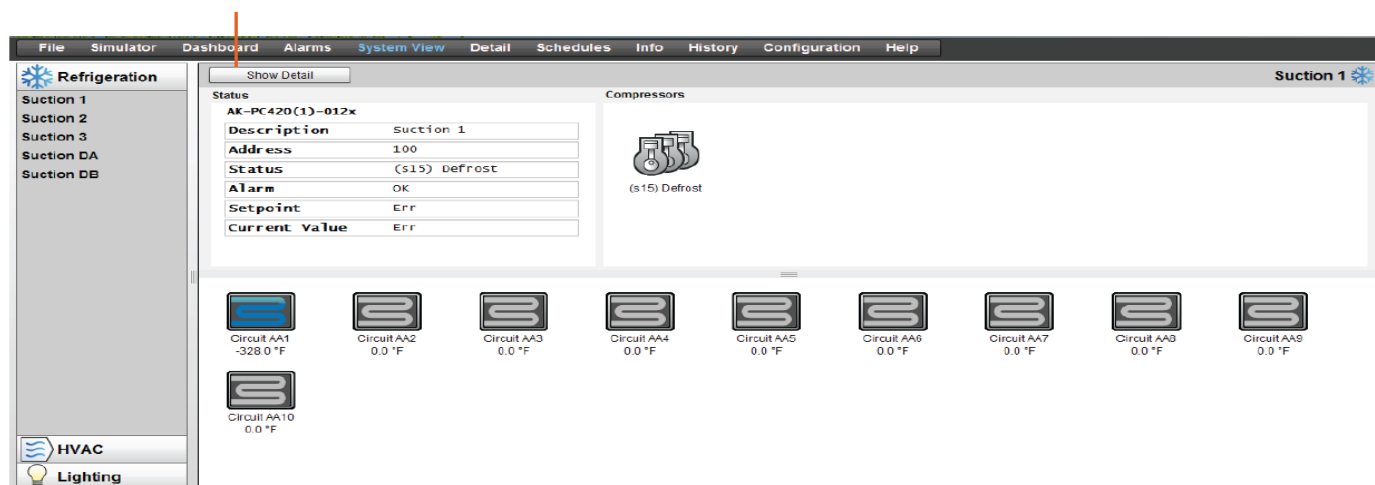 File Simulator Dashboard Alarms System View Detail Schedules Info History Configuration Help
Refrigeration
Suction 1
Suction 2
Suction 3
Suction DA
Suction DB
HVAC
Lighting
Show Detail
Suction 1
Status
AK-PC420(1)-012x
Description Suction 1
Address 100
Status (s15) Defrost
Alarm OK
Setpoint Err
Current Value Err
Compressors
(s15) Defrost
Circuit AA1 Circuit AA2 Circuit AA3 Circuit AA4 Circuit AA5 Circuit AA6 Circuit AA7 Circuit AA8 Circuit AA9
-328.0 °F 0.0 °F 0.0 °F 0.0 °F 0.0 °F 0.0 °F 0.0 °F 0.0 °F 0.0 °F
Circuit AA10
0.0 °F